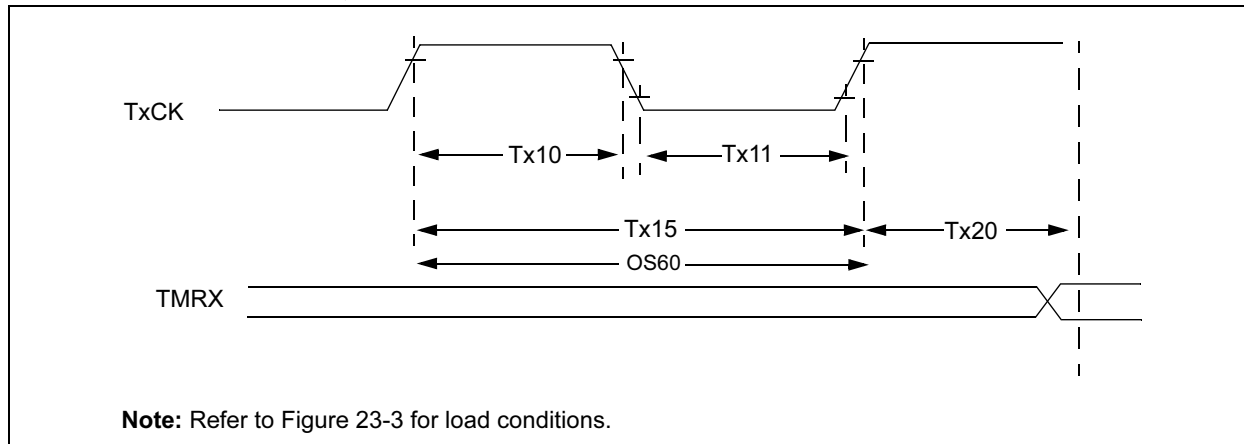 TxCK
Tx10
Tx11
Tx15
Tx20
OS60
TMRX
Note: Refer to Figure 23-3 for load conditions.